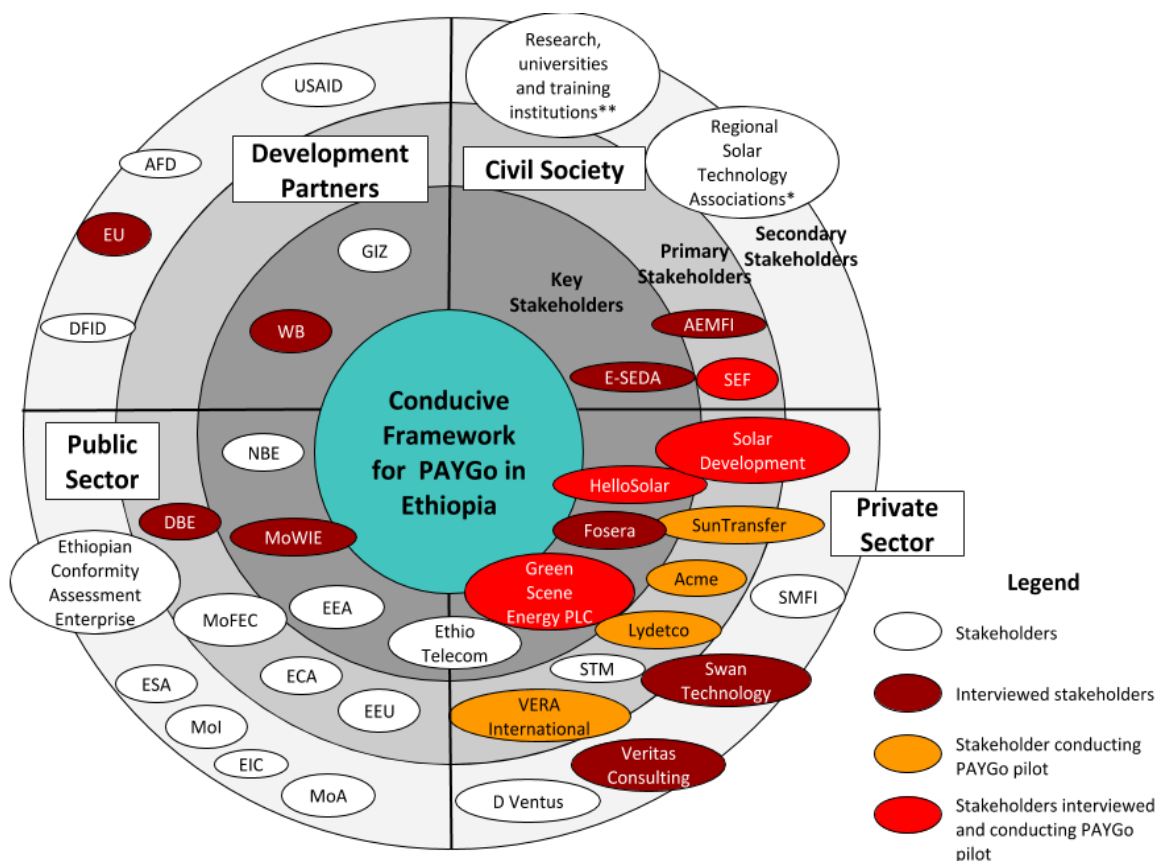 Research,
universities
and training
institutions**
USAID
Regional
Solar
Technology
Associations*
Development
Partners
Civil Society
AFD
EU
GIZ
Secondary
Stakeholders
Primary
Stakeholders
Key
Stakeholders
DFID
WB
AEMFI
E-SEDA
SEF
Conducive
Framework
for PAYGo in
Ethiopia
Public
Sector
NBE
Solar
Development
HelloSolar
DBE
MoWIE
Fosera
SunTransfer
Private
Sector
Ethiopian
Conformity
Assessment
Enterprise
Green
Scene
Energy PLC
Acme
SMFI
MoFEC
EEA
Ethio
Telecom
Lydetco
STM
Swan
Technology
ESA
ECA
EEU
VERA
International
MoI
EIC
MoA
Veritas
Consulting
D Ventus
Legend
Stakeholders
Interviewed stakeholders
Stakeholder conducting
PAYGo pilot
Stakeholders interviewed
and conducting PAYGo
pilot